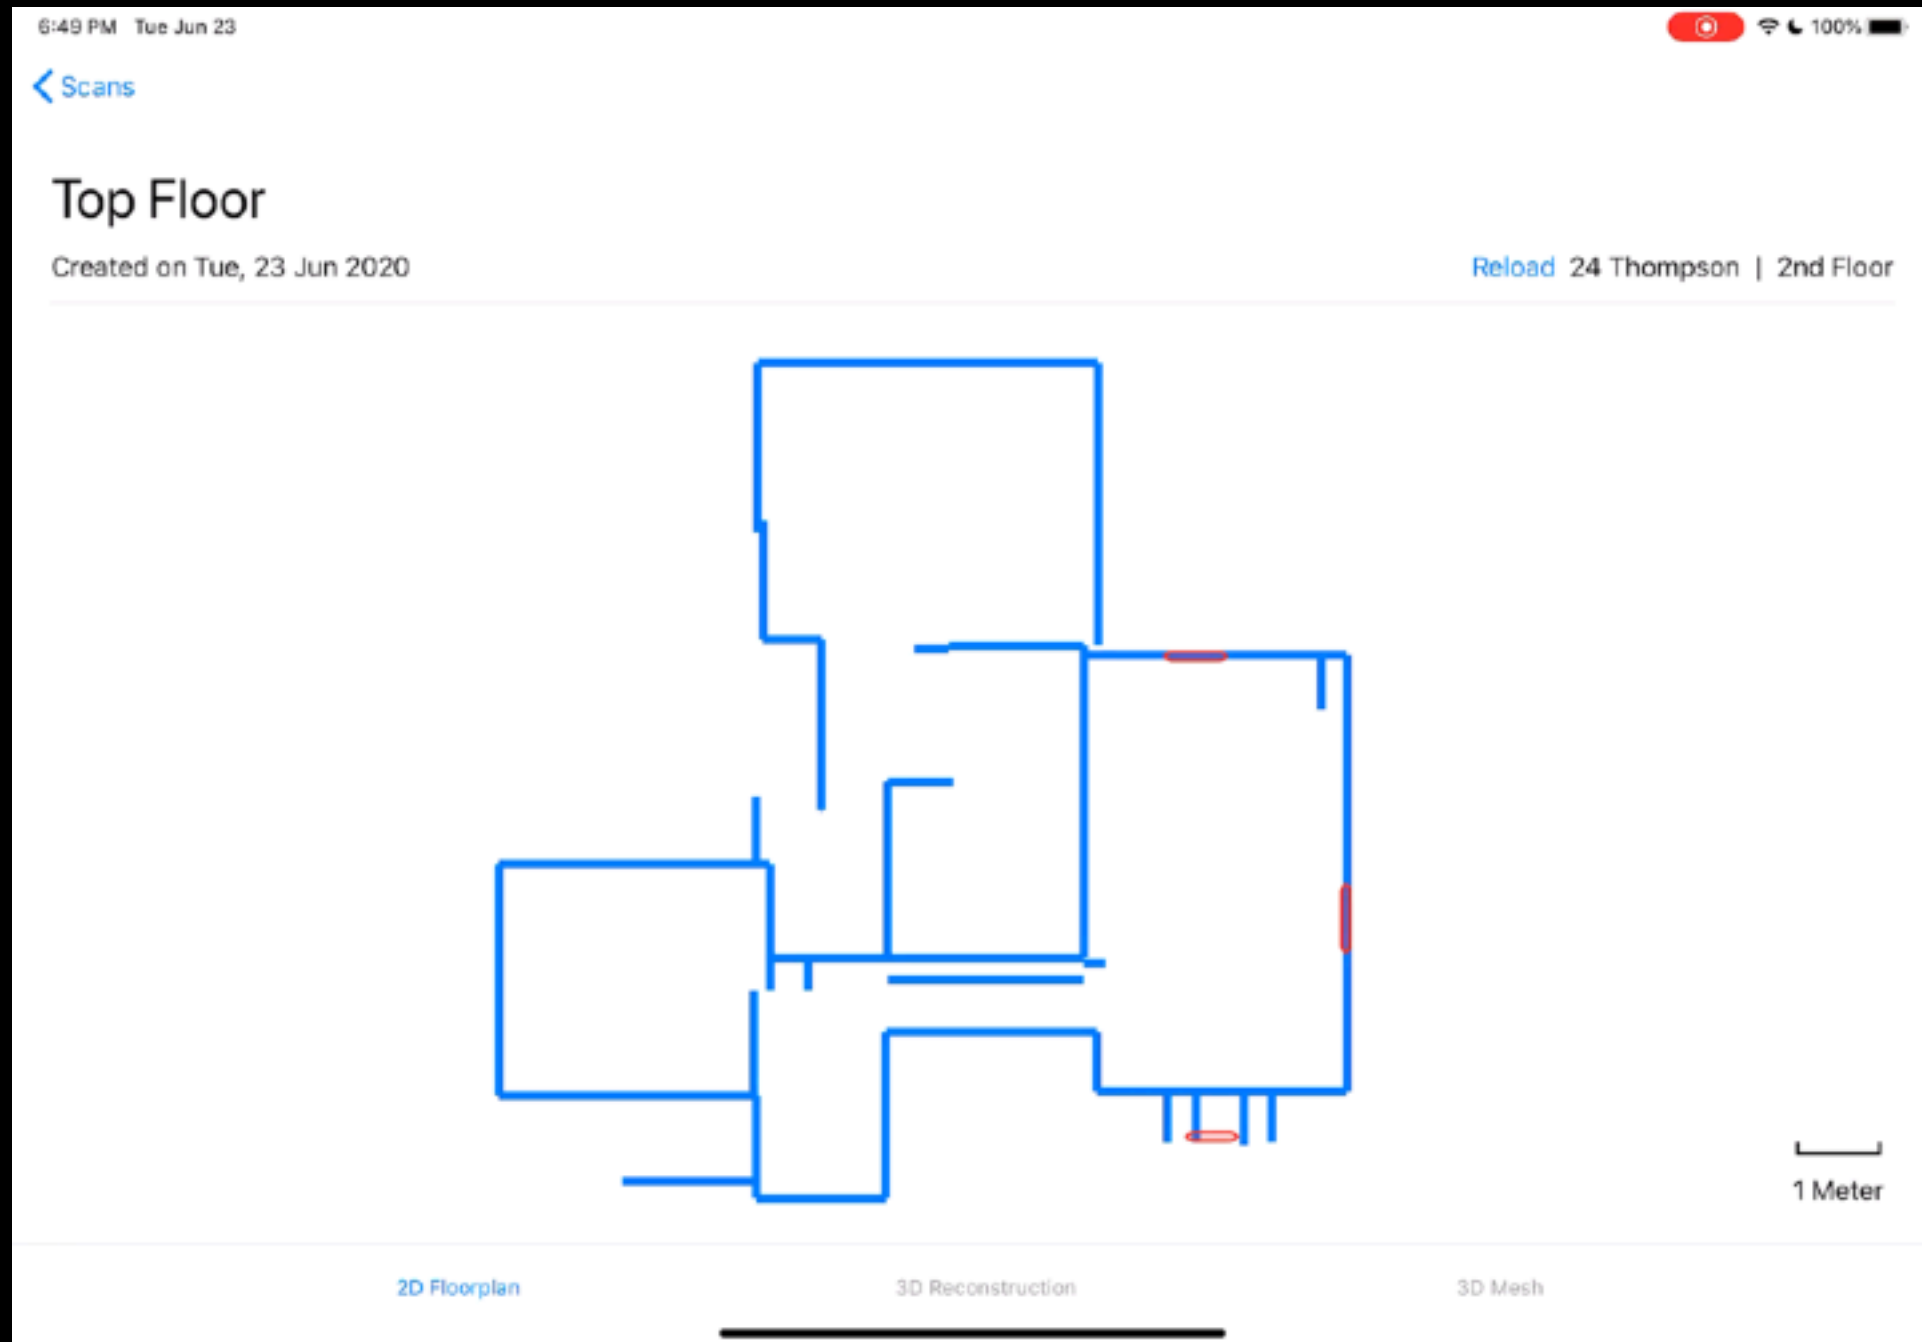 6:49 PM Tue Jun 23 100%
Scans
Top Floor
Created on Tue, 23 Jun 2020
Reload 24 Thompson | 2nd Floor
1 Meter
2D Floorplan
3D Reconstruction
3D Mesh